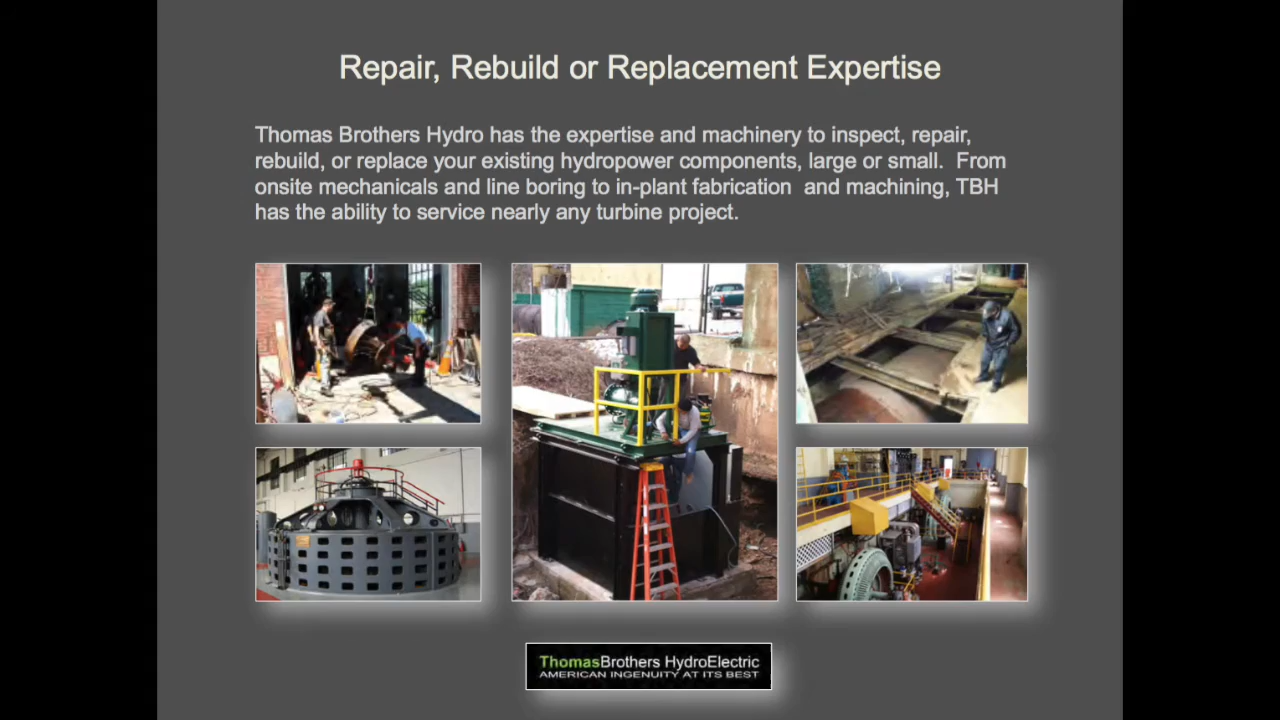 Repair, Rebuild or Replacement Expertise
Thomas Brothers Hydro has the expertise and machinery to inspect, repair,
rebuild, or replace your existing hydropower components, large or small.  From
onsite mechanicals and line boring to in-plant fabrication  and machining, TBH
has the ability to service nearly any turbine project.
ThomasBrothers HydroElectric
AMERICAN INGENUITY AT ITS BEST